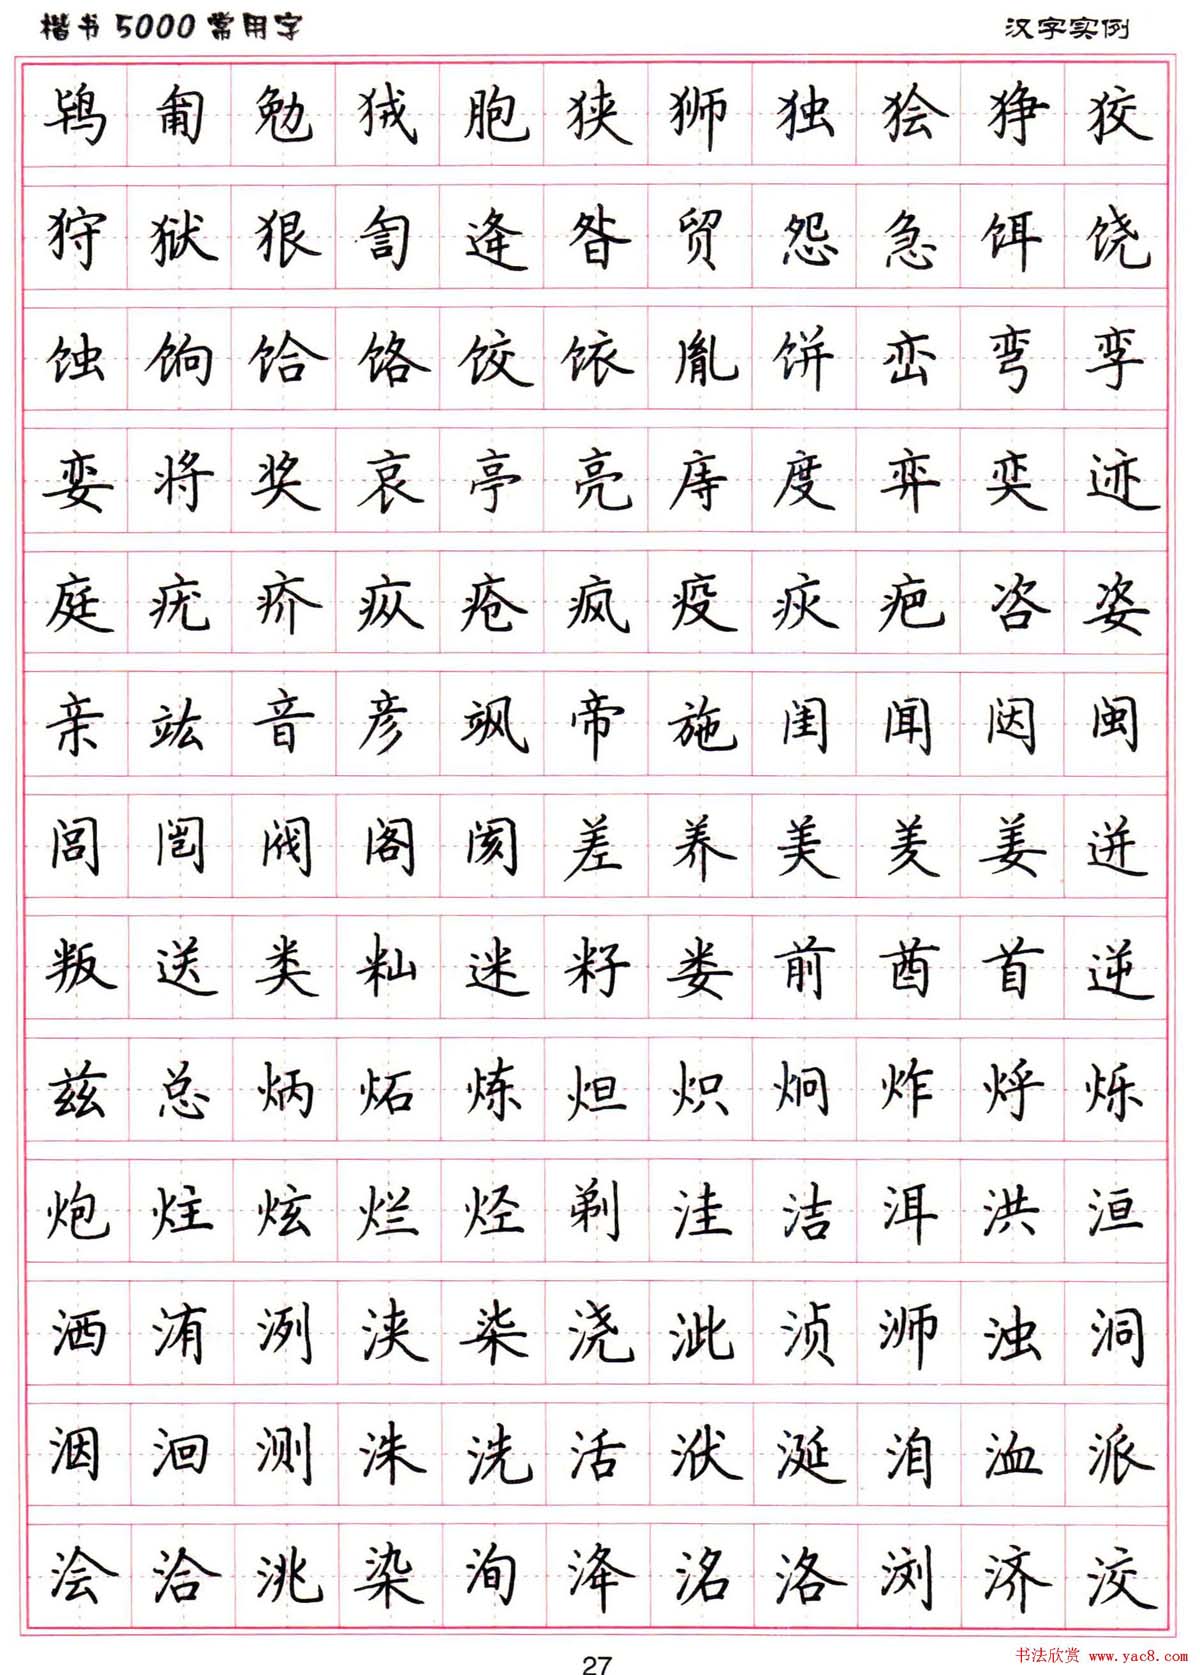 楷书5000常用字 汉字实例
鸨 匍 勉 狨 胞 狭 狮 独 狯 狰 狡
狩 狱 狠 訇 逄 昝 贸 怨 急 饵 饶
蚀 饷 饸 饹 饺 饻 胤 饼 峦 弯 孪
娈 将 奖 哀 亭 亮 庤 度 弈 奕 迹
庭 疣 疥 疭 疮 疯 疫 疢 疤 咨 姿
亲 竑 音 彦 飒 帝 施 闺 闻 闼 闽
闾 闿 阀 阁 阂 差 养 美 羑 姜 迸
叛 送 类 籼 迷 籽 娄 前 酋 首 逆
兹 总 炳 炻 炼 炟 炽 炯 炸 烀 烁
炮 炷 炫 烂 烃 剃 洼 洁 洱 洪 洹
洒 洧 洌 浃 柒 浇 泚 浈 浉 浊 洞
洇 洄 测 洙 洗 活 洑 涎 洎 洫 派
浍 洽 洮 染 洵 洚 洺 洛 浏 济 洨
27
书法欣赏 www.yac8.com